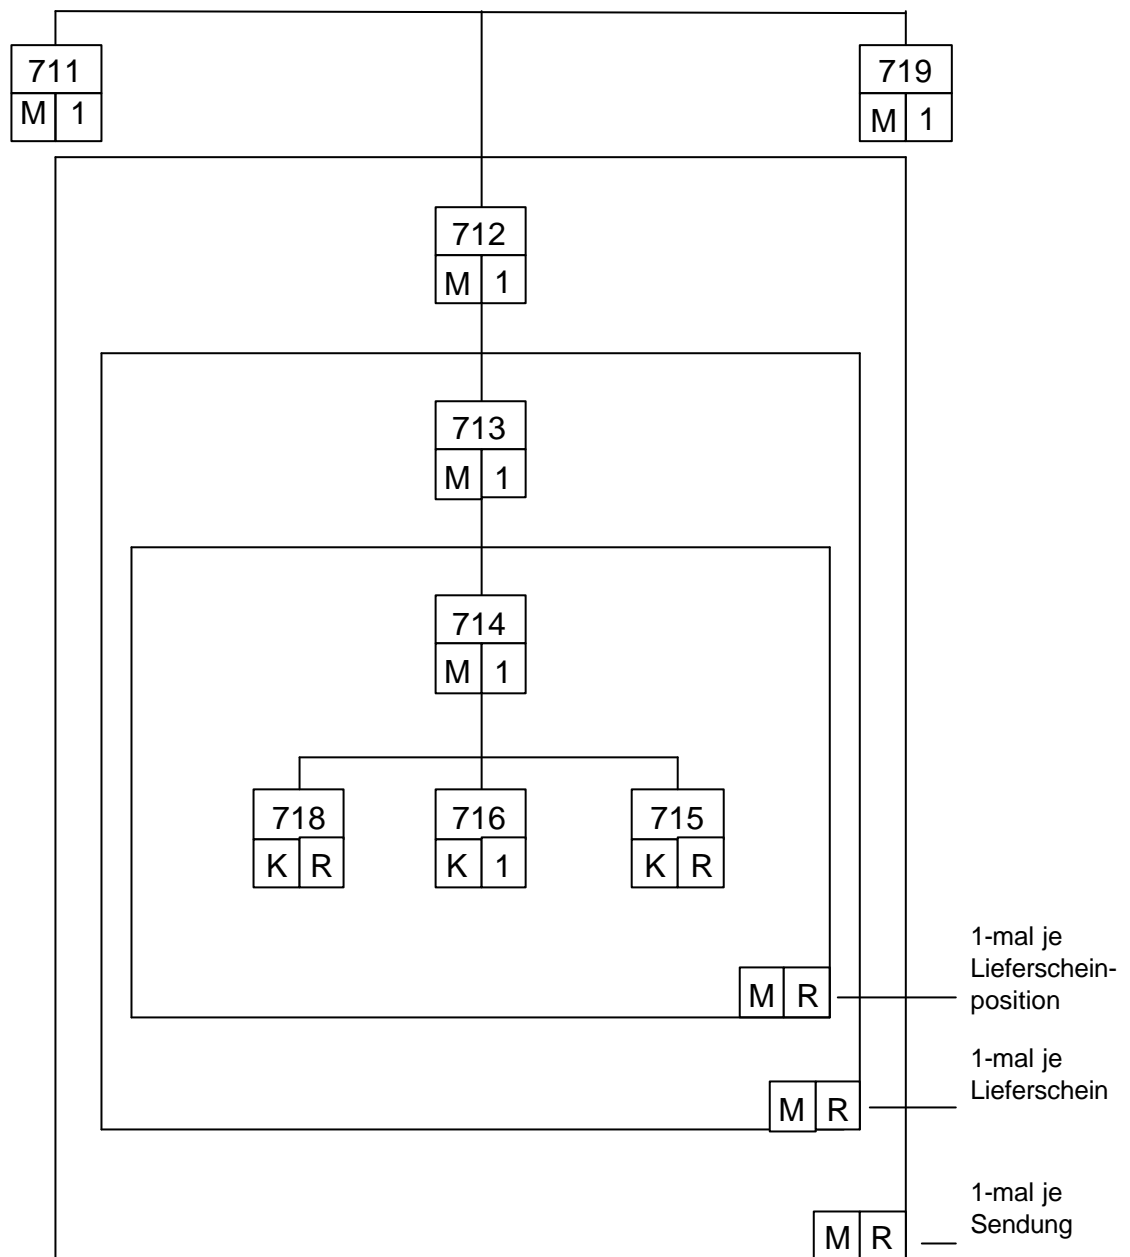 711
M 1
719
M 1
712
M 1
713
M 1
714
M 1
718
K R
716
K 1
715
K R
M R
1-mal je
Lieferschein-
position
M R
1-mal je
Lieferschein
M R
1-mal je
Sendung